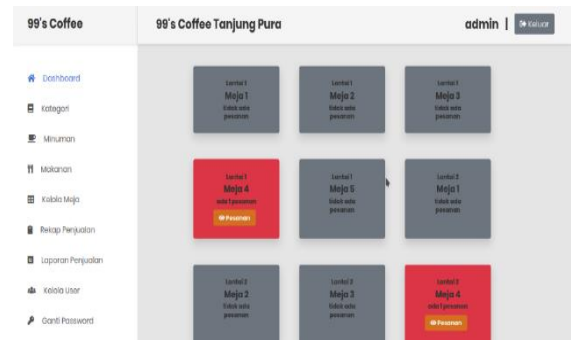 99's Coffee
99's Coffee Tanjung Pura
admin |
Keluar
Dashboard
Kategori
Minuman
Makanan
Kelola Meja
Rekap Penjualan
Laporan Penjualan
Kelola User
Ganti Password
Lantai 1
Meja 1
tidak ada
pesanan
Lantai 1
Meja 2
tidak ada
pesanan
Lantai 1
Meja 3
tidak ada
pesanan
Lantai 1
Meja 4
ada 1 pesanan
Pesanan
Lantai 1
Meja 5
tidak ada
pesanan
Lantai 2
Meja 1
tidak ada
pesanan
Lantai 2
Meja 2
tidak ada
pesanan
Lantai 2
Meja 3
tidak ada
pesanan
Lantai 2
Meja 4
ada 1 pesanan
Pesanan